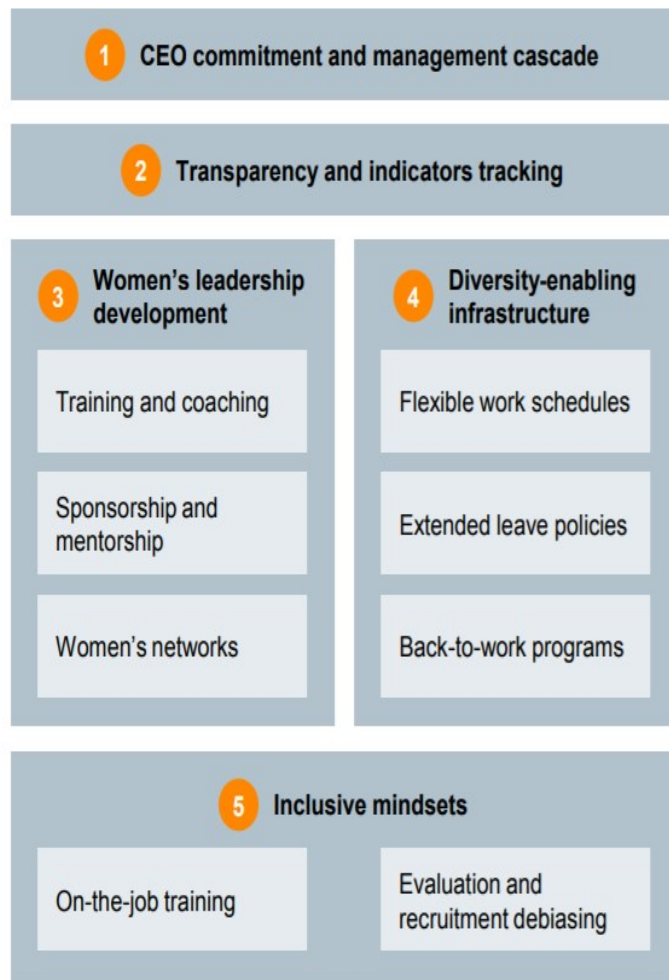 1 CEO commitment and management cascade
2 Transparency and indicators tracking
3 Women’s leadership
development
Training and coaching
Sponsorship and
mentorship
Women’s networks
4 Diversity-enabling
infrastructure
Flexible work schedules
Extended leave policies
Back-to-work programs
5 Inclusive mindsets
On-the-job training
Evaluation and
recruitment debiasing